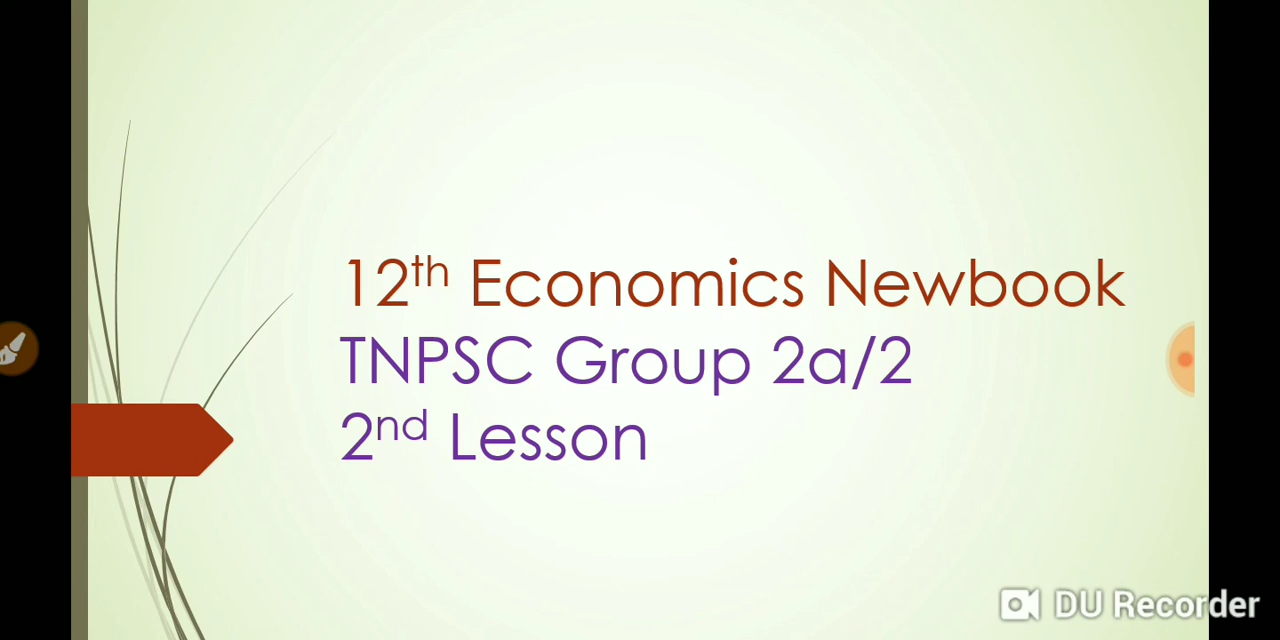 12th Economics Newbook
TNPSC Group 2a/2
2nd Lesson
DU Recorder